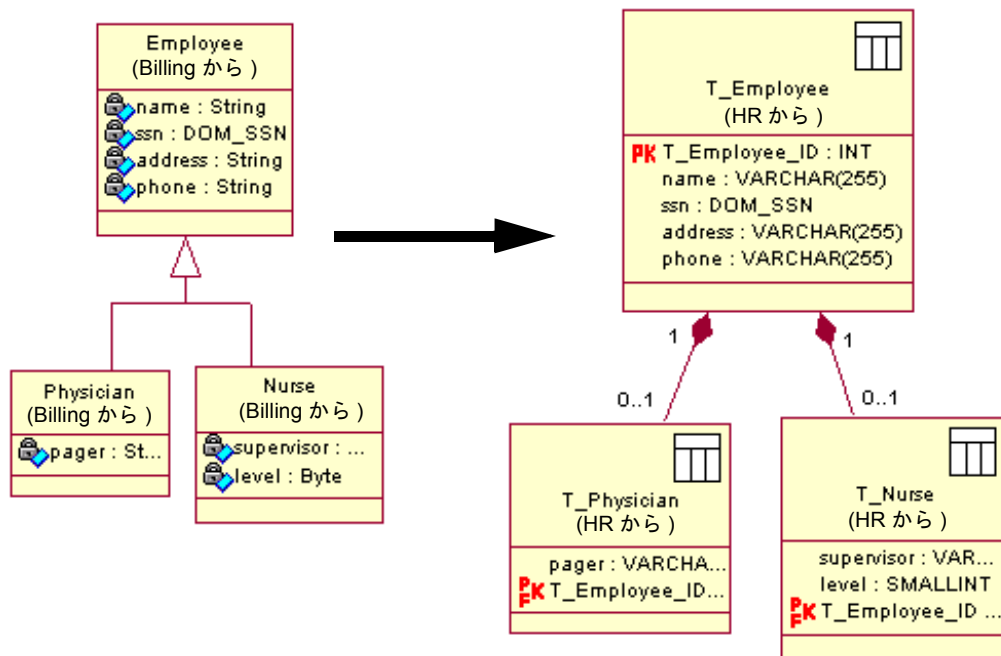 Employee
(Billing から )
name : String
ssn : DOM_SSN
address : String
phone : String
Physician
(Billing から )
pager : St...
Nurse
(Billing から )
supervisor : ...
level : Byte
T_Employee
(HR から )
PK T_Employee_ID : INT
name : VARCHAR(255)
ssn : DOM_SSN
address : VARCHAR(255)
phone : VARCHAR(255)
1
1
0..1
0..1
T_Physician
(HR から )
pager : VARCHA...
PFK T_Employee_ID...
T_Nurse
(HR から )
supervisor : VAR...
level : SMALLINT
PFK T_Employee_ID ...